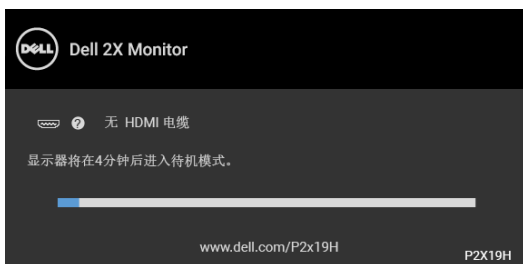 DELL Dell 2X Monitor
? 无 HDMI 电缆
显示器将在4分钟后进入待机模式。
www.dell.com/P2x19H
P2X19H